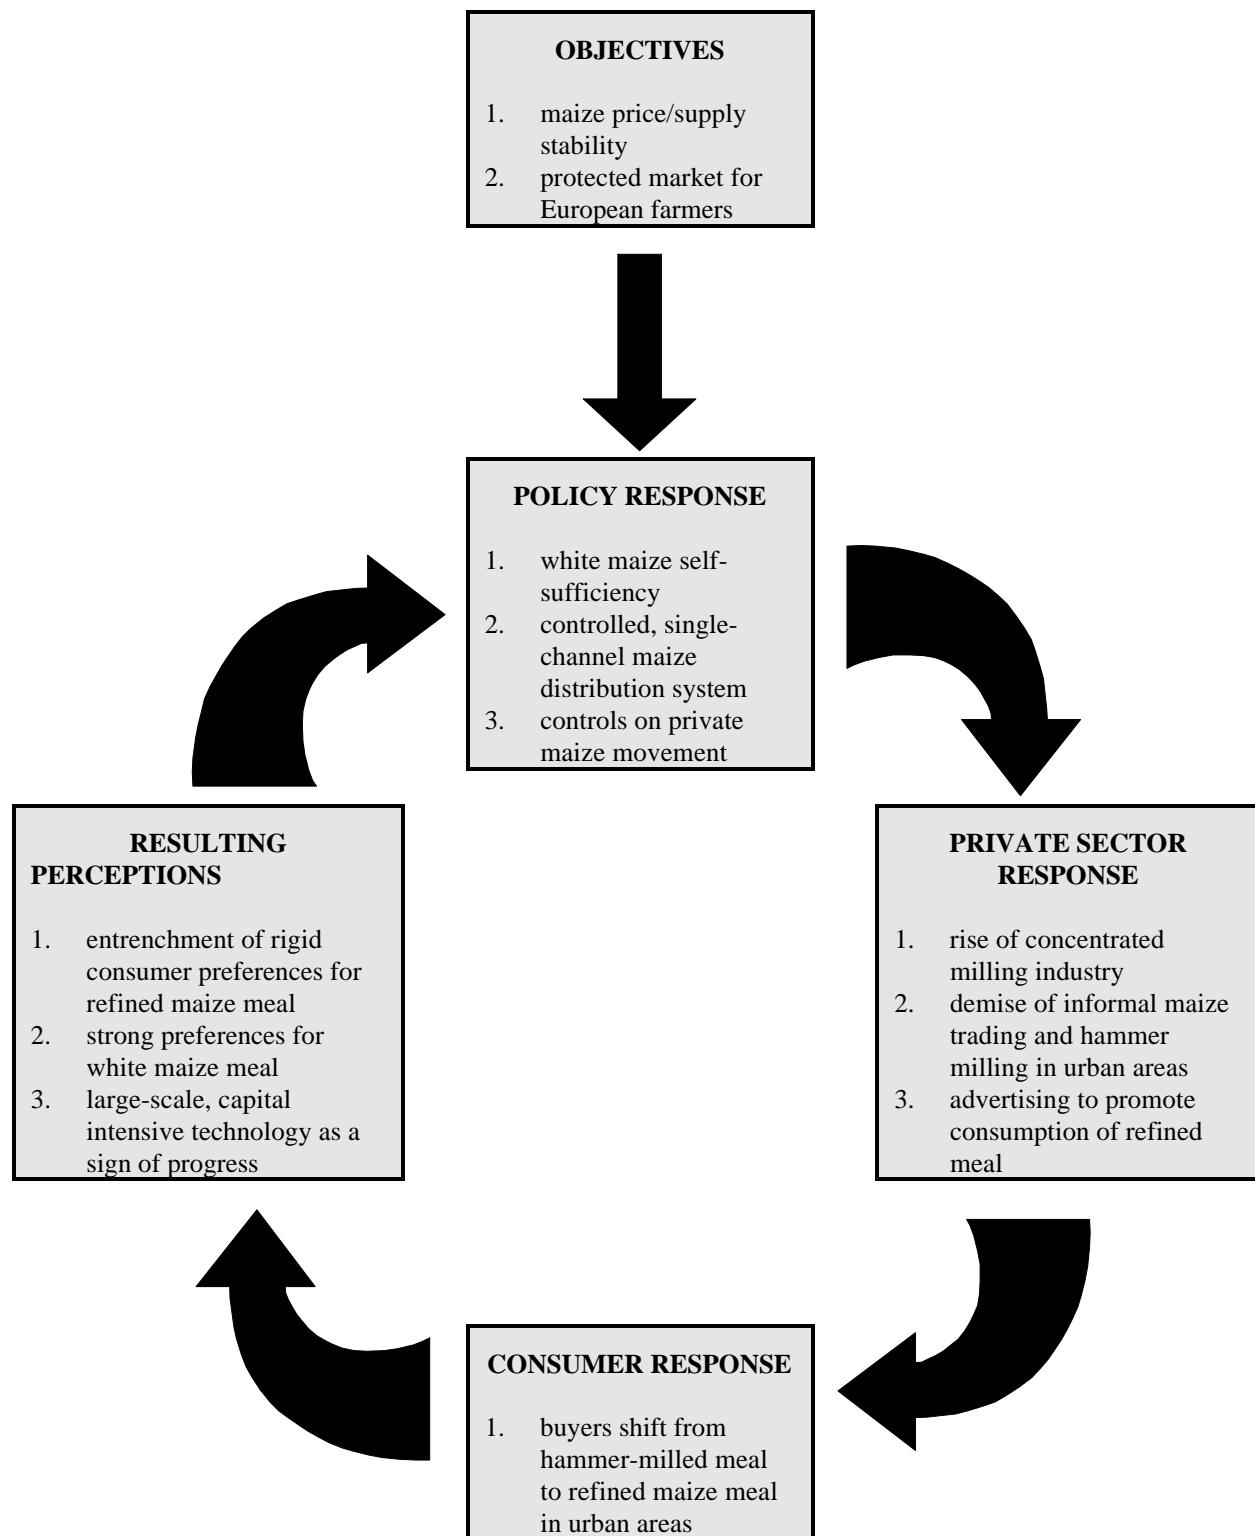 OBJECTIVES
1. maize price/supply
stability
2. protected market for
European farmers
POLICY RESPONSE
1. white maize self-
sufficiency
2. controlled, single-
channel maize
distribution system
3. controls on private
maize movement
RESULTING
PERCEPTIONS
1. entrenchment of rigid
consumer preferences for
refined maize meal
2. strong preferences for
white maize meal
3. large-scale, capital
intensive technology as a
sign of progress
PRIVATE SECTOR
RESPONSE
1. rise of concentrated
milling industry
2. demise of informal maize
trading and hammer
milling in urban areas
3. advertising to promote
consumption of refined
meal
CONSUMER RESPONSE
1. buyers shift from
hammer-milled meal
to refined maize meal
in urban areas